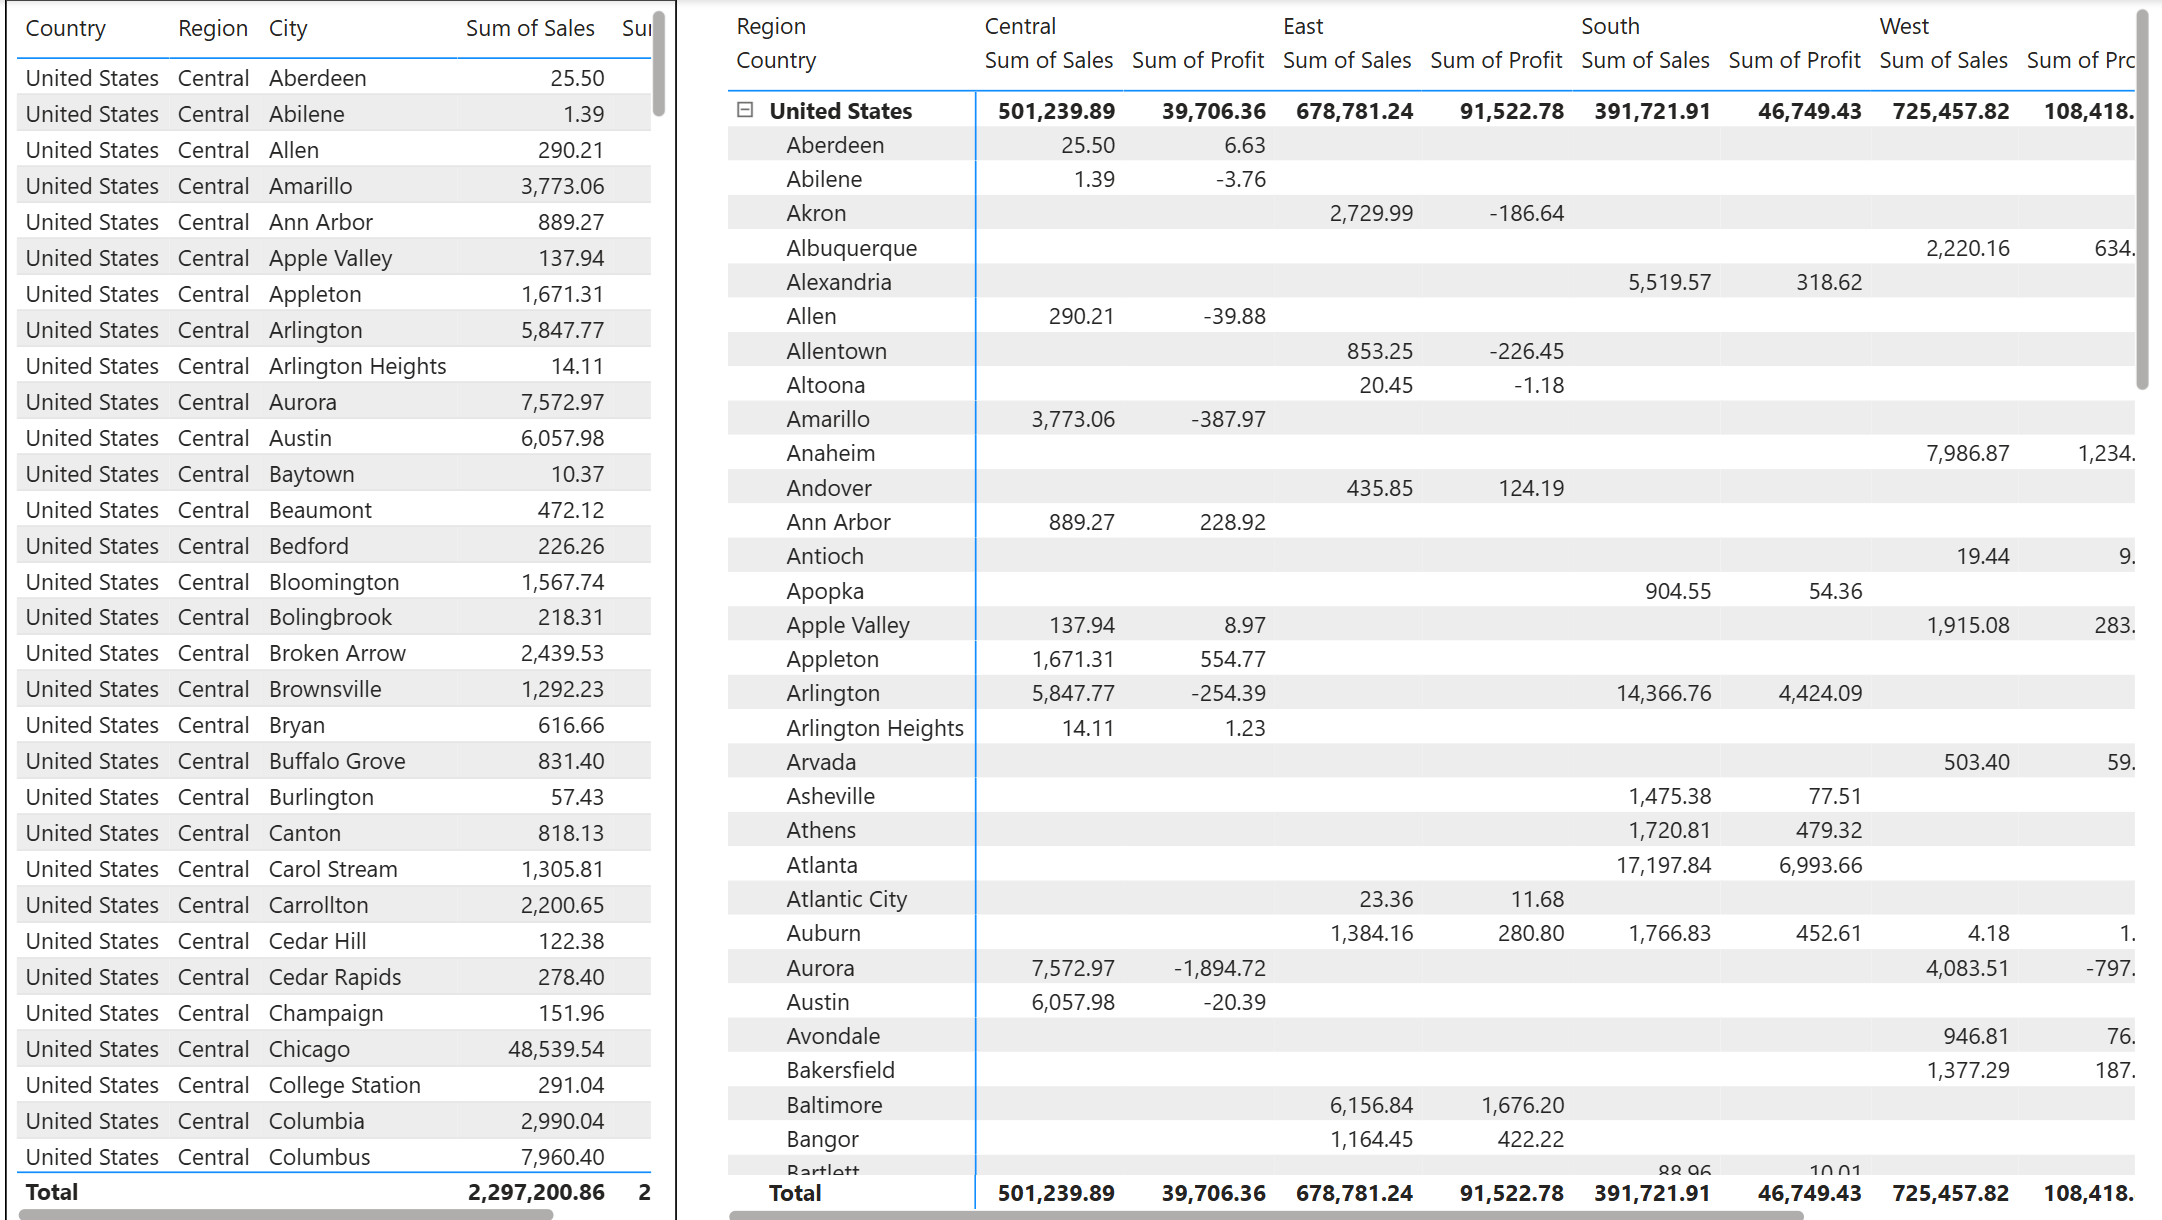 Country Region City Sum of Sales Su
United States Central Aberdeen 25.50
United States Central Abilene 1.39
United States Central Allen 290.21
United States Central Amarillo 3,773.06
United States Central Ann Arbor 889.27
United States Central Apple Valley 137.94
United States Central Appleton 1,671.31
United States Central Arlington 5,847.77
United States Central Arlington Heights 14.11
United States Central Aurora 7,572.97
United States Central Austin 6,057.98
United States Central Baytown 10.37
United States Central Beaumont 472.12
United States Central Bedford 226.26
United States Central Bloomington 1,567.74
United States Central Bolingbrook 218.31
United States Central Broken Arrow 2,439.53
United States Central Brownsville 1,292.23
United States Central Bryan 616.66
United States Central Buffalo Grove 831.40
United States Central Burlington 57.43
United States Central Canton 818.13
United States Central Carol Stream 1,305.81
United States Central Carrollton 2,200.65
United States Central Cedar Hill 122.38
United States Central Cedar Rapids 278.40
United States Central Champaign 151.96
United States Central Chicago 48,539.54
United States Central College Station 291.04
United States Central Columbia 2,990.04
United States Central Columbus 7,960.40
Total 2,297,200.86 2
Region Central East South West
Country Sum of Sales Sum of Profit Sum of Sales Sum of Profit Sum of Sales Sum of Profit Sum of Sales Sum of Prc
United States 501,239.89 39,706.36 678,781.24 91,522.78 391,721.91 46,749.43 725,457.82 108,418.
Aberdeen 25.50 6.63
Abilene 1.39 -3.76
Akron 2,729.99 -186.64
Albuquerque 2,220.16 634.
Alexandria 5,519.57 318.62
Allen 290.21 -39.88
Allentown 853.25 -226.45
Altoona 20.45 -1.18
Amarillo 3,773.06 -387.97
Anaheim 7,986.87 1,234.
Andover 435.85 124.19
Ann Arbor 889.27 228.92
Antioch 19.44 9.
Apopka 904.55 54.36
Apple Valley 137.94 8.97 1,915.08 283.
Appleton 1,671.31 554.77
Arlington 5,847.77 -254.39 14,366.76 4,424.09
Arlington Heights 14.11 1.23
Arvada 503.40 59.
Asheville 1,475.38 77.51
Athens 1,720.81 479.32
Atlanta 17,197.84 6,993.66
Atlantic City 23.36 11.68
Auburn 1,384.16 280.80 1,766.83 452.61 4.18 1.
Aurora 7,572.97 -1,894.72 4,083.51 -797.
Austin 6,057.98 -20.39
Avondale 946.81 76.
Bakersfield 1,377.29 187.
Baltimore 6,156.84 1,676.20
Bangor 1,164.45 422.22
Bartlett 88.96 10.01
Total 501,239.89 39,706.36 678,781.24 91,522.78 391,721.91 46,749.43 725,457.82 108,418.